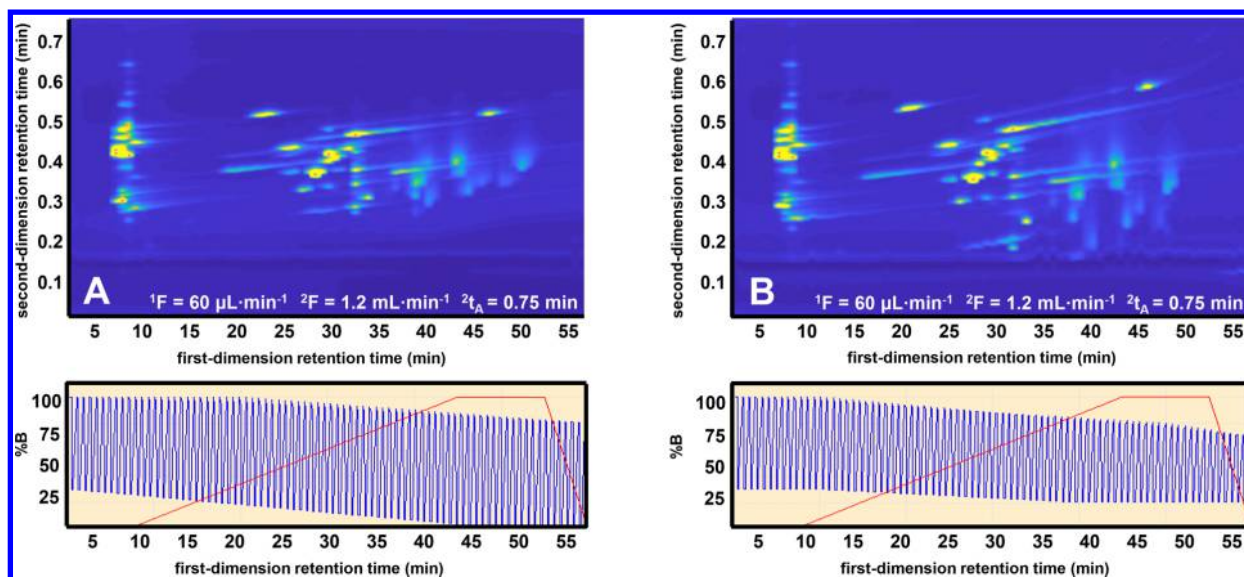 0.7
0.6
0.5
0.4
0.3
0.2
0.1
second-dimension retention time (min)
A
¹F = 60 µL·min⁻¹ ²F = 1.2 mL·min⁻¹ ²tA = 0.75 min
5 10 15 20 25 30 35 40 45 50 55
first-dimension retention time (min)
100
75
50
25
%B
5 10 15 20 25 30 35 40 45 50 55
first-dimension retention time (min)
0.7
0.6
0.5
0.4
0.3
0.2
0.1
second-dimension retention time (min)
B
¹F = 60 µL·min⁻¹ ²F = 1.2 mL·min⁻¹ ²tA = 0.75 min
5 10 15 20 25 30 35 40 45 50 55
first-dimension retention time (min)
100
75
50
25
%B
5 10 15 20 25 30 35 40 45 50 55
first-dimension retention time (min)